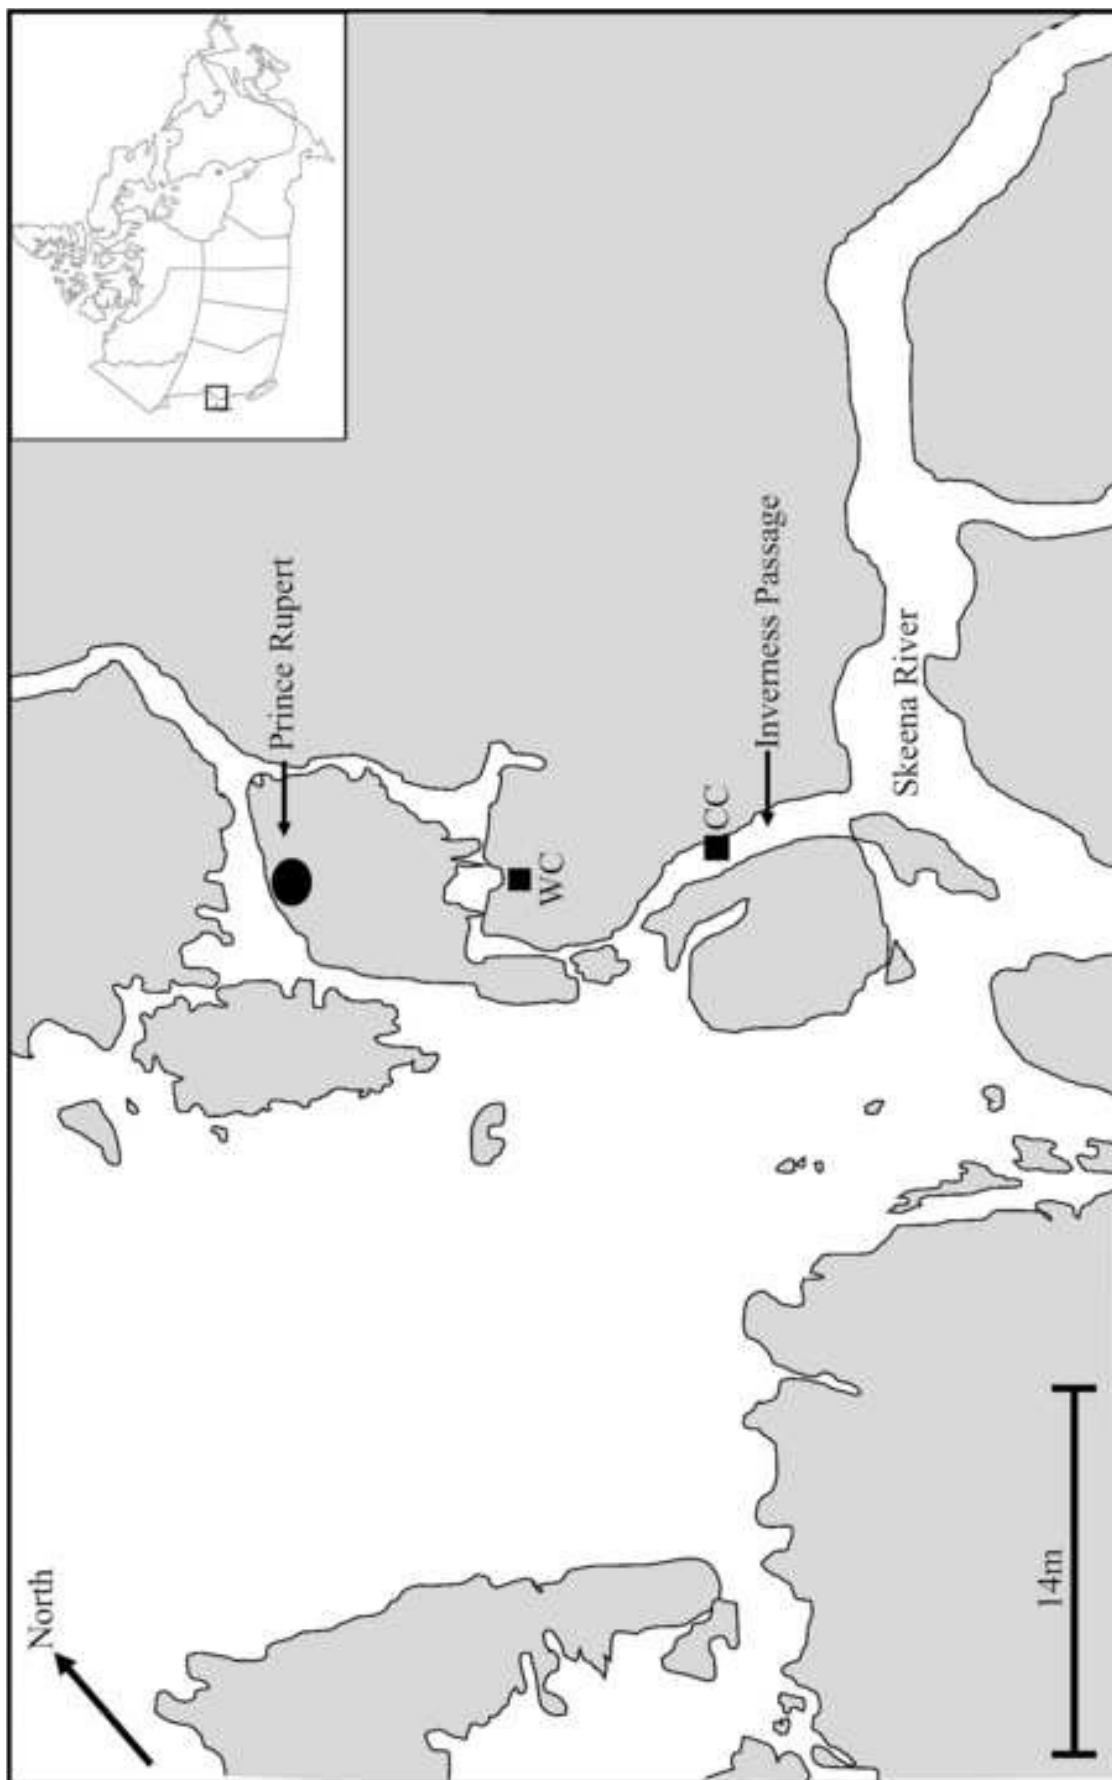 North
Prince Rupert
WC
CC
Inverness Passage
Skeena River
14m